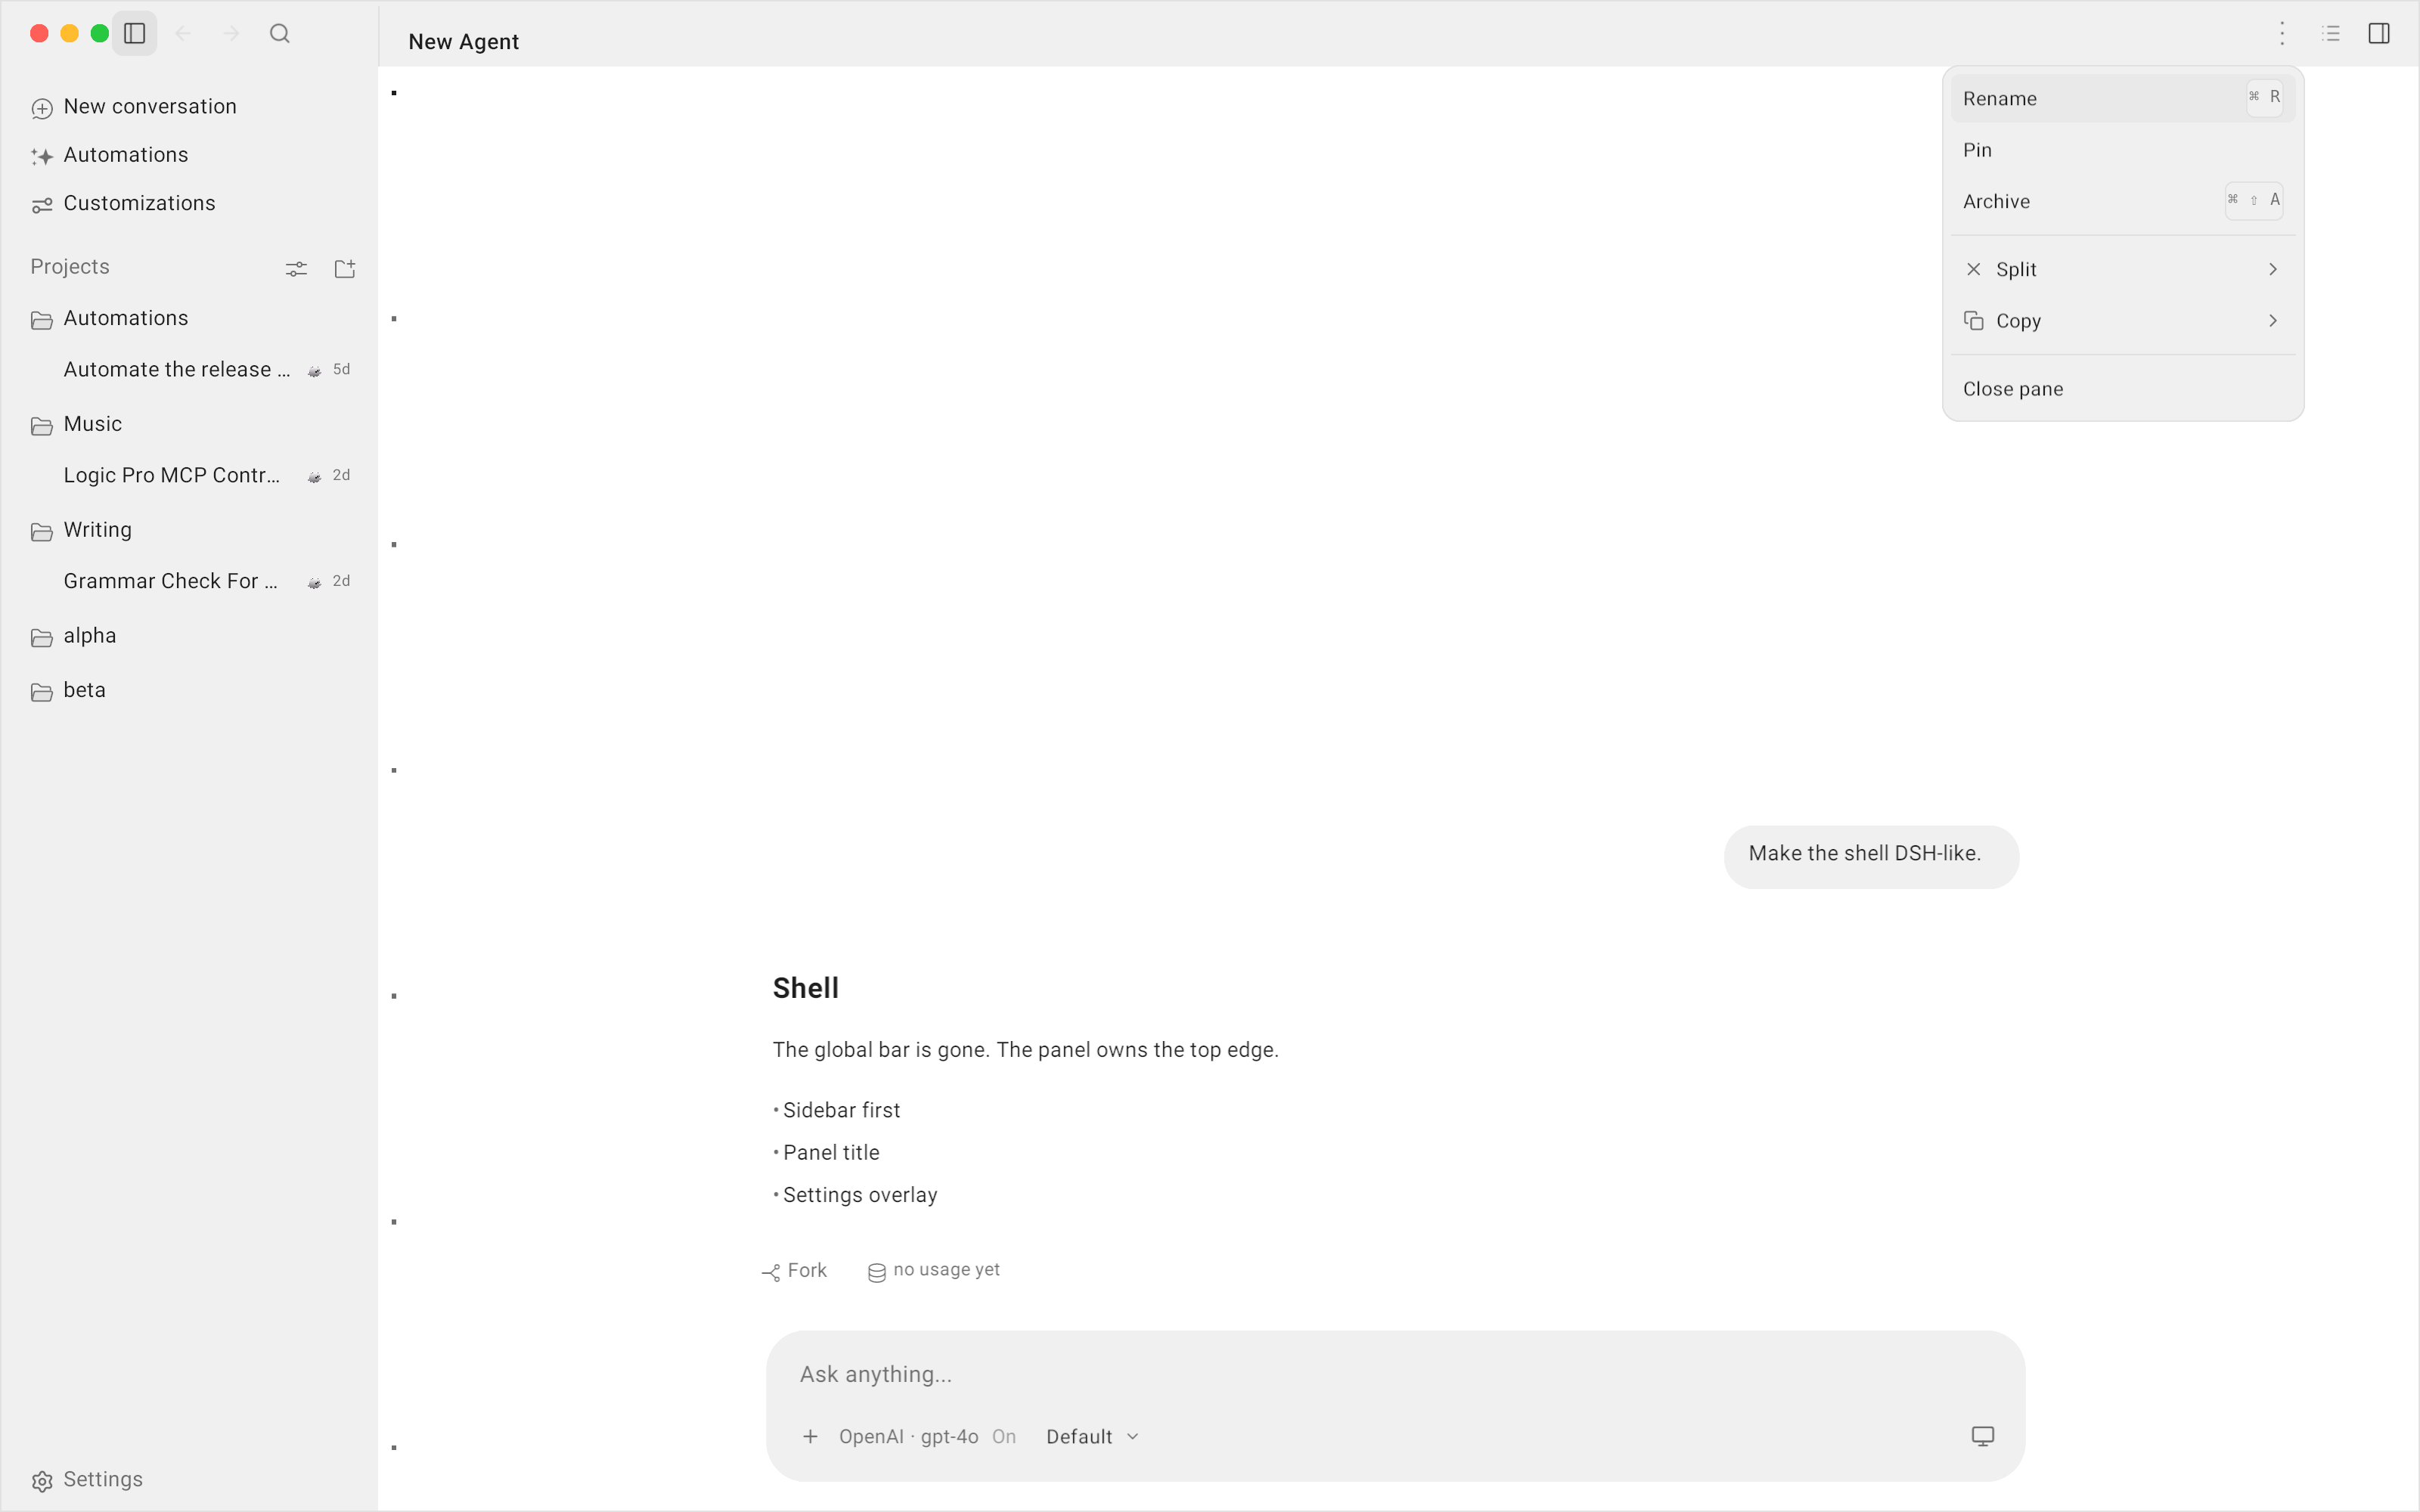 New Agent
New conversation
Automations
Customizations
Projects
Automations
Automate the release ... 5d
Music
Logic Pro MCP Contr... 2d
Writing
Grammar Check For ... 2d
alpha
beta
Settings
Rename ⌘ R
Pin
Archive ⌘ ⇧ A
Split
Copy
Close pane
Make the shell DSH-like.
Shell
The global bar is gone. The panel owns the top edge.
• Sidebar first
• Panel title
• Settings overlay
Fork no usage yet
Ask anything...
OpenAI · gpt-4o On Default